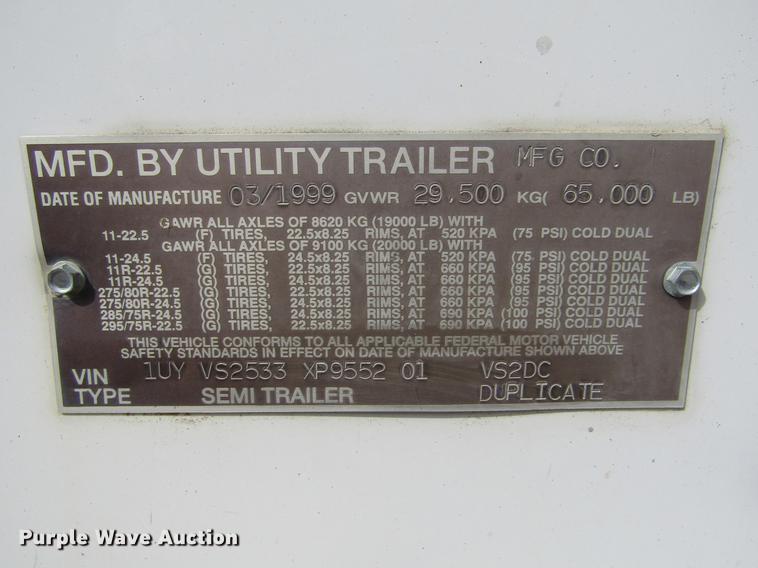 MFD. BY UTILITY TRAILER MFG CO.
DATE OF MANUFACTURE 03/1999 GVWR 29,500 KG( 65,000 LB)
GAWR ALL AXLES OF 8620 KG (19000 LB) WITH
11-22.5 (F) TIRES, 22.5x8.25 RIMS, AT 520 KPA (75 PSI) COLD DUAL
GAWR ALL AXLES OF 9100 KG (20000 LB) WITH
11-24.5 (F) TIRES, 24.5x8.25 RIMS, AT 520 KPA (75 PSI) COLD DUAL
11R-22.5 (G) TIRES, 22.5x8.25 RIMS, AT 660 KPA (95 PSI) COLD DUAL
11R-24.5 (G) TIRES, 24.5x8.25 RIMS, AT 660 KPA (95 PSI) COLD DUAL
275/80R-22.5 (G) TIRES, 22.5x8.25 RIMS, AT 660 KPA (95 PSI) COLD DUAL
275/80R-24.5 (G) TIRES, 24.5x8.25 RIMS, AT 660 KPA (95 PSI) COLD DUAL
285/75R-24.5 (G) TIRES, 24.5x8.25 RIMS, AT 690 KPA (100 PSI) COLD DUAL
295/75R-22.5 (G) TIRES, 22.5x8.25 RIMS, AT 690 KPA (100 PSI) COLD DUAL
THIS VEHICLE CONFORMS TO ALL APPLICABLE FEDERAL MOTOR VEHICLE
SAFETY STANDARDS IN EFFECT ON DATE OF MANUFACTURE SHOWN ABOVE
VIN 1UY VS2533 XP9552 01 VS2DC
TYPE SEMI TRAILER DUPLICATE
Purple Wave Auction